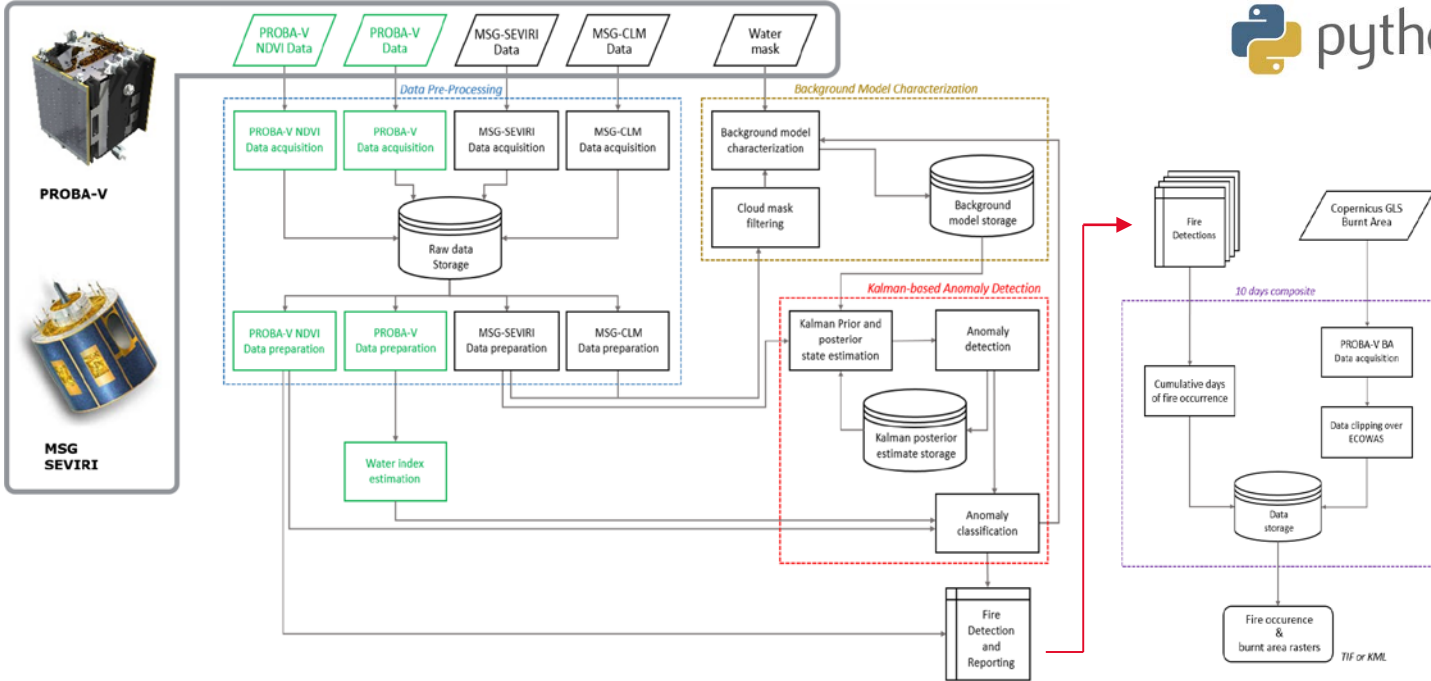 PROBA-V
NDVI Data
PROBA-V
Data
MSG-SEVIRI
Data
MSG-CLM
Data
Water
mask
pytho
PROBA-V
MSG
SEVIRI
Data Pre-Processing
PROBA-V NDVI
Data acquisition
PROBA-V
Data acquisition
MSG-SEVIRI
Data acquisition
MSG-CLM
Data acquisition
Raw data
Storage
PROBA-V NDVI
Data preparation
PROBA-V
Data preparation
MSG-SEVIRI
Data preparation
MSG-CLM
Data preparation
Water index
estimation
Background Model Characterization
Background model
characterization
Cloud mask
filtering
Background
model storage
Kalman-based Anomaly Detection
Kalman Prior and
posterior
state estimation
Anomaly
detection
Kalman posterior
estimate storage
Anomaly
classification
Fire
Detection
and
Reporting
Fire
Detections
Copernicus GLS
Burnt Area
10 days composite
Cumulative days
of fire occurrence
PROBA-V BA
Data acquisition
Data clipping over
ECOWAS
Data
storage
Fire occurence
&
burnt area rasters
TIF or KML